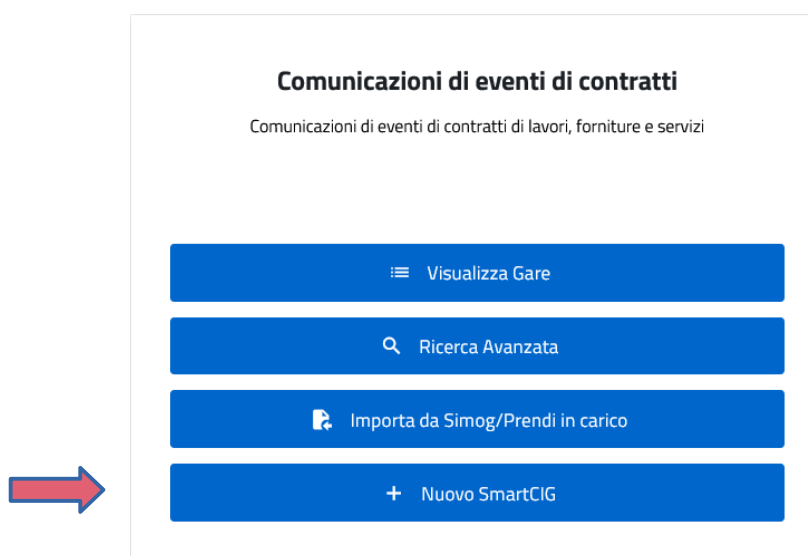 Comunicazioni di eventi di contratti
Comunicazioni di eventi di contratti di lavori, forniture e servizi
Visualizza Gare
Ricerca Avanzata
Importa da Simog/Prendi in carico
Nuovo SmartCIG